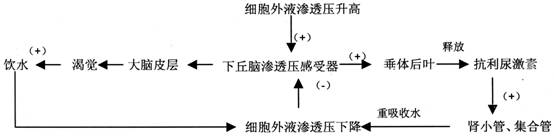 细胞外液渗透压升高
(+)
释放
饮水 (+) 渴觉 大脑皮层 下丘脑渗透压感受器 (+) 垂体后叶 抗利尿激素
(-) (+)
重吸收水
细胞外液渗透压下降 肾小管、集合管